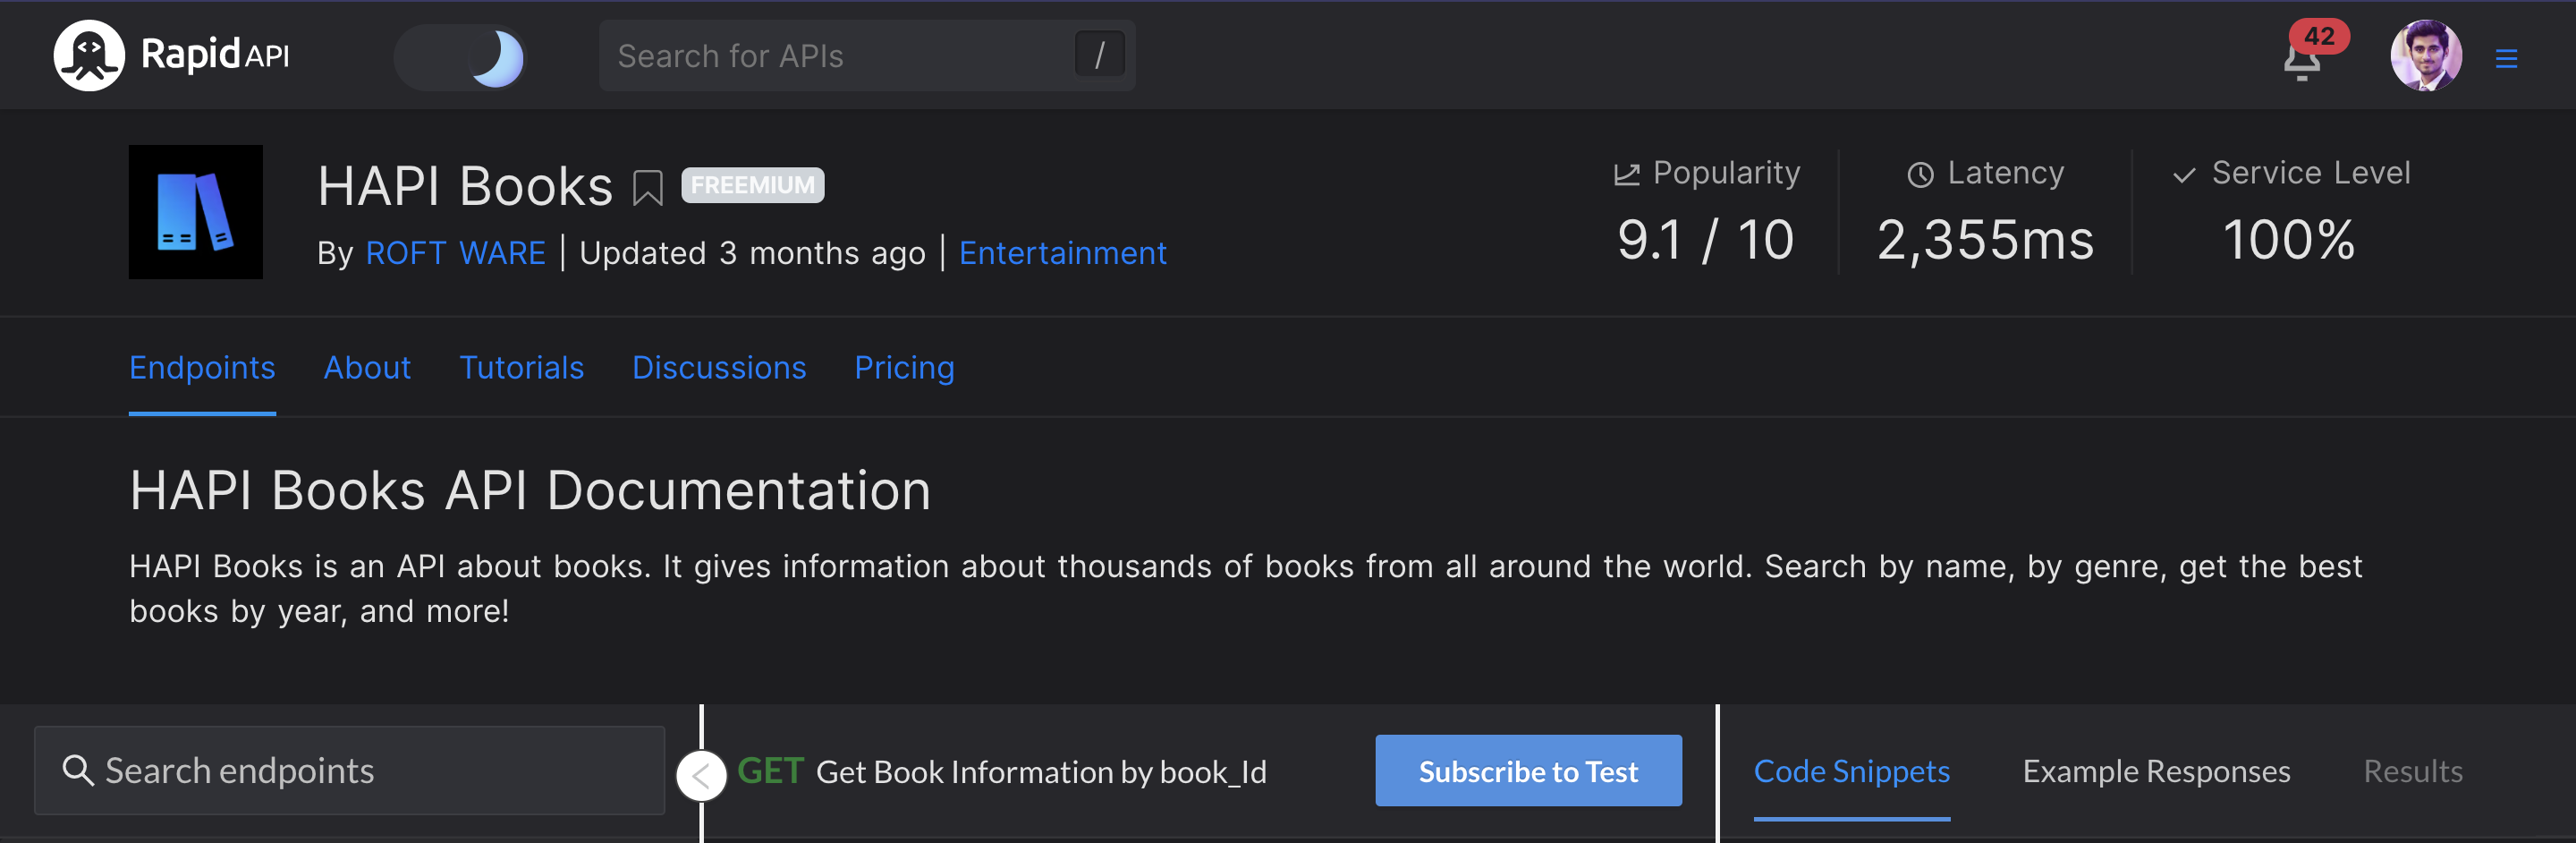 RapidAPI
Search for APIs /
42
HAPI Books FREEMIUM
By ROFT WARE | Updated 3 months ago | Entertainment
Popularity
9.1 / 10
Latency
2,355ms
Service Level
100%
Endpoints About Tutorials Discussions Pricing
HAPI Books API Documentation
HAPI Books is an API about books. It gives information about thousands of books from all around the world. Search by name, by genre, get the best
books by year, and more!
Search endpoints
GET Get Book Information by book_Id
Subscribe to Test
Code Snippets Example Responses Results